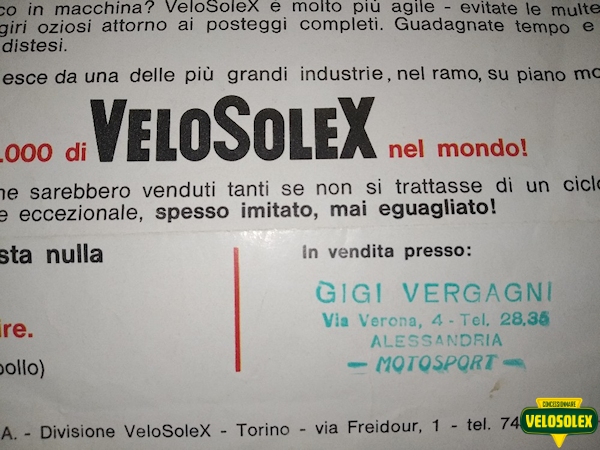 co in macchina? VeloSoleX è molto più agile - evitate le multe
giri oziosi attorno ai posteggi completi. Guadagnate tempo e
distesi.
esce da una delle più grandi industrie, nel ramo, su piano mo
.000 di VELOSOLEX nel mondo!
ne sarebbero venduti tanti se non si trattasse di un ciclo
e eccezionale, spesso imitato, mai eguagliato!
sta nulla
In vendita presso:
GIGI VERGAGNI
Via Verona, 4 - Tel. 28.35
ALESSANDRIA
- MOTOSPORT -
ire.
bollo)
A. - Divisione VeloSoleX - Torino - via Freidour, 1 - tel. 74
CONCESSIONNAIRE
VELOSOLEX